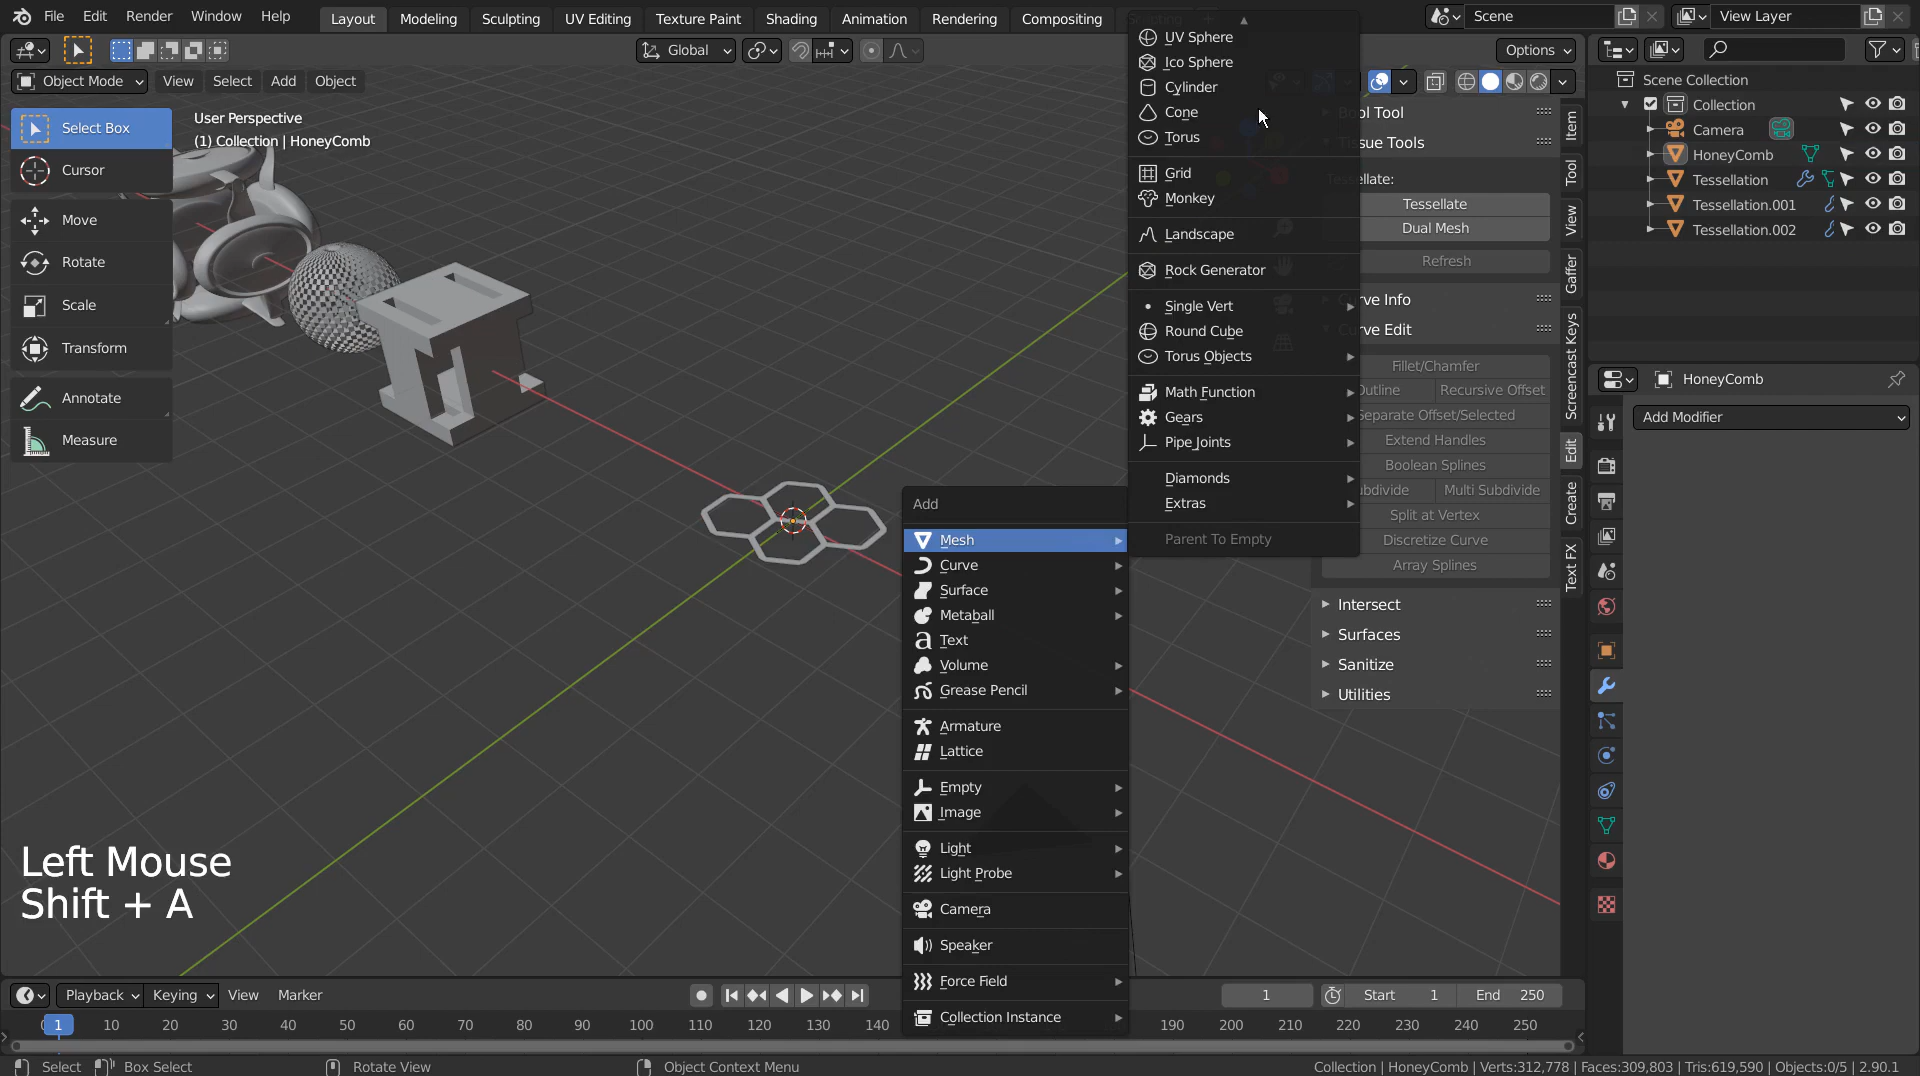 File Edit Render Window Help Layout Modeling Sculpting UV Editing Texture Paint Shading Animation Rendering Compositing Scene View Layer
Global Options
Object Mode View Select Add Object
Select Box
Cursor
Move
Rotate
Scale
Transform
Annotate
Measure
User Perspective
(1) Collection | HoneyComb
UV Sphere
Ico Sphere
Cylinder
Cone
Torus
Grid
Monkey
Landscape
Rock Generator
Single Vert
Round Cube
Torus Objects
Math Function
Gears
Pipe Joints
Diamonds
Extras
Parent To Empty
Add
Mesh
Curve
Surface
Metaball
Text
Volume
Grease Pencil
Armature
Lattice
Empty
Image
Light
Light Probe
Camera
Speaker
Force Field
Collection Instance
Tool
Tools
Tessellate
Dual Mesh
Refresh
Info
Edit
Fillet/Chamfer
Recursive Offset
Offset/Selected
Extend Handles
Boolean Splines
Multi Subdivide
Split at Vertex
Discretize Curve
Array Splines
Intersect
Surfaces
Sanitize
Utilities
Item
Tool
View
Gaffer
Screencast Keys
Edit
Create
Text FX
Scene Collection
Collection
Camera
HoneyComb
Tessellation
Tessellation.001
Tessellation.002
HoneyComb
Add Modifier
Left Mouse
Shift + A
Playback Keying View Marker 1 Start 1 End 250
1 10 20 30 40 50 60 70 80 90 100 110 120 130 140 190 200 210 220 230 240 250
Select Box Select Rotate View Object Context Menu Collection | HoneyComb | Verts:312,778 | Faces:309,803 | Tris:619,590 | Objects:0/5 | 2.90.1